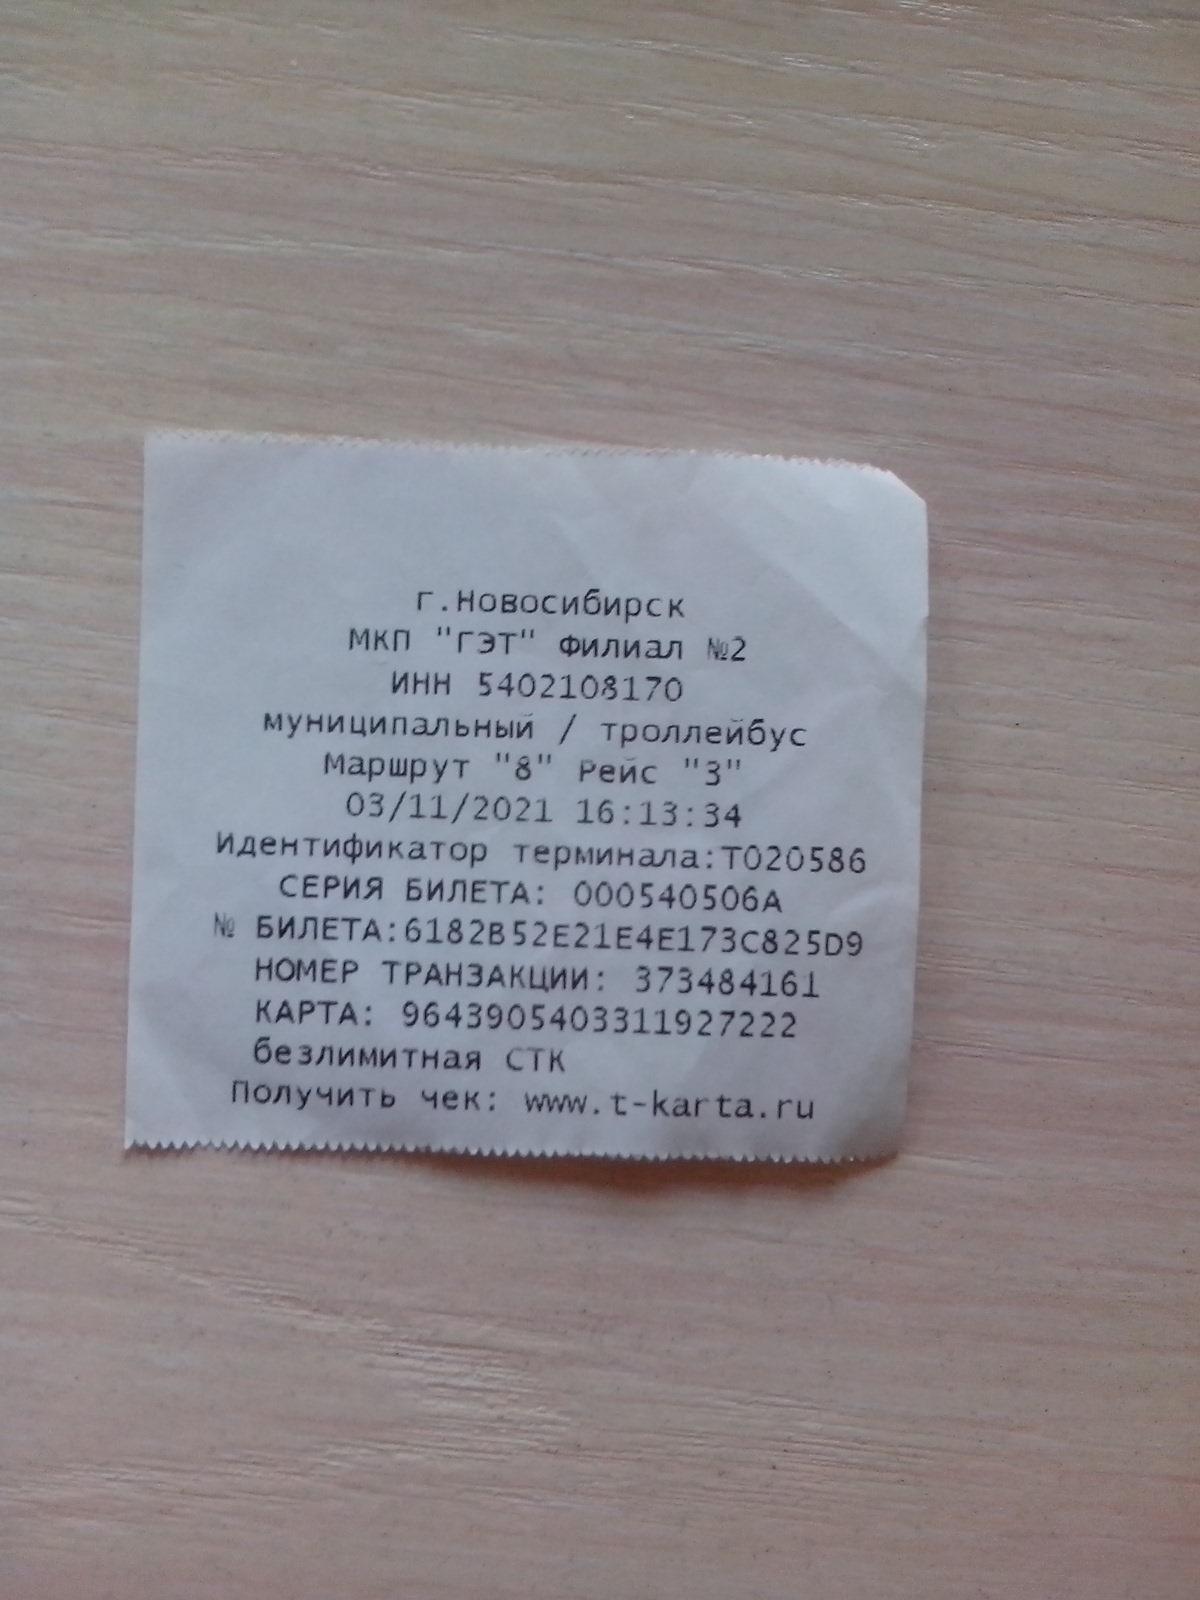 г.Новосибирск
МКП "ГЭТ" Филиал №2
ИНН 5402108170
муниципальный / троллейбус
Маршрут "8" Рейс "3"
03/11/2021 16:13:34
Идентификатор терминала:T020586
СЕРИЯ БИЛЕТА: 000540506A
№ БИЛЕТА:6182B52E21E4E173C825D9
НОМЕР ТРАНЗАКЦИИ: 373484161
КАРТА: 9643905403311927222
безлимитная СТК
Получить чек: www.t-karta.ru